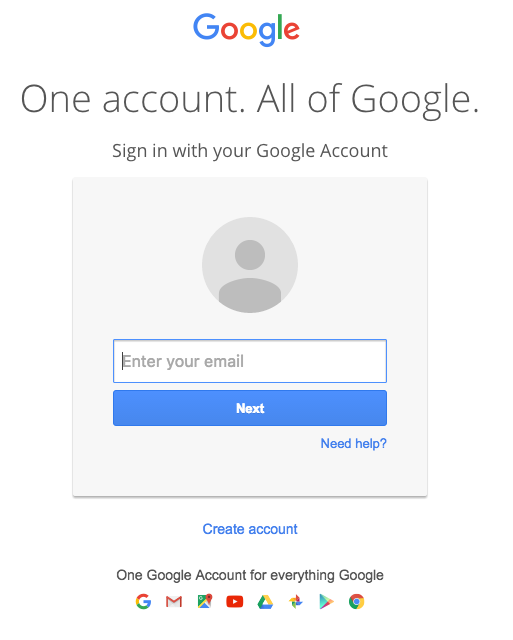 Google
One account. All of Google.
Sign in with your Google Account
Enter your email
Next
Need help?
Create account
One Google Account for everything Google